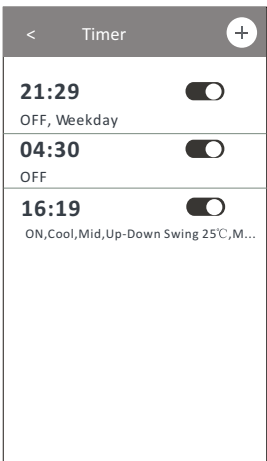 < Timer +
21:29
OFF, Weekday
04:30
OFF
16:19
ON,Cool,Mid,Up-Down Swing 25℃,M...